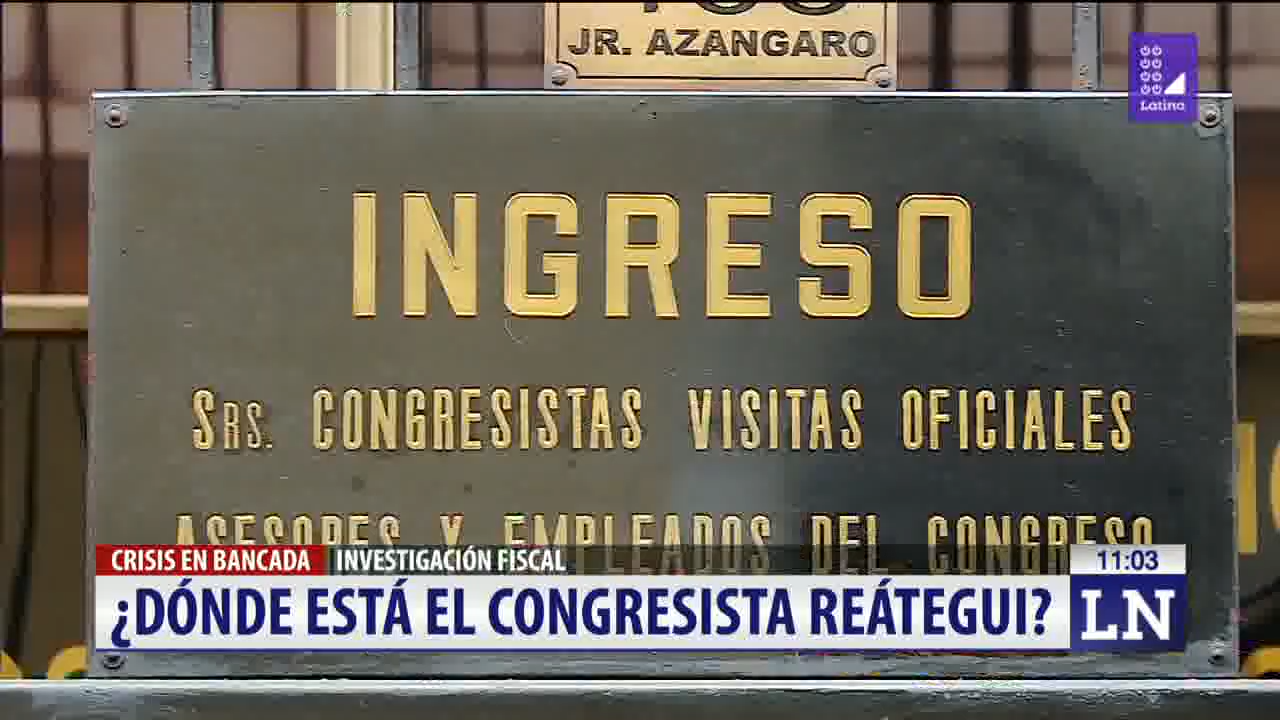 JR. AZANGARO
Latina
INGRESO
SRS. CONGRESISTAS VISITAS OFICIALES
ASESORES Y EMPLEADOS DEL CONGRESO
CRISIS EN BANCADA INVESTIGACIÓN FISCAL
11:03
¿DÓNDE ESTÁ EL CONGRESISTA REÁTEGUI?
LN